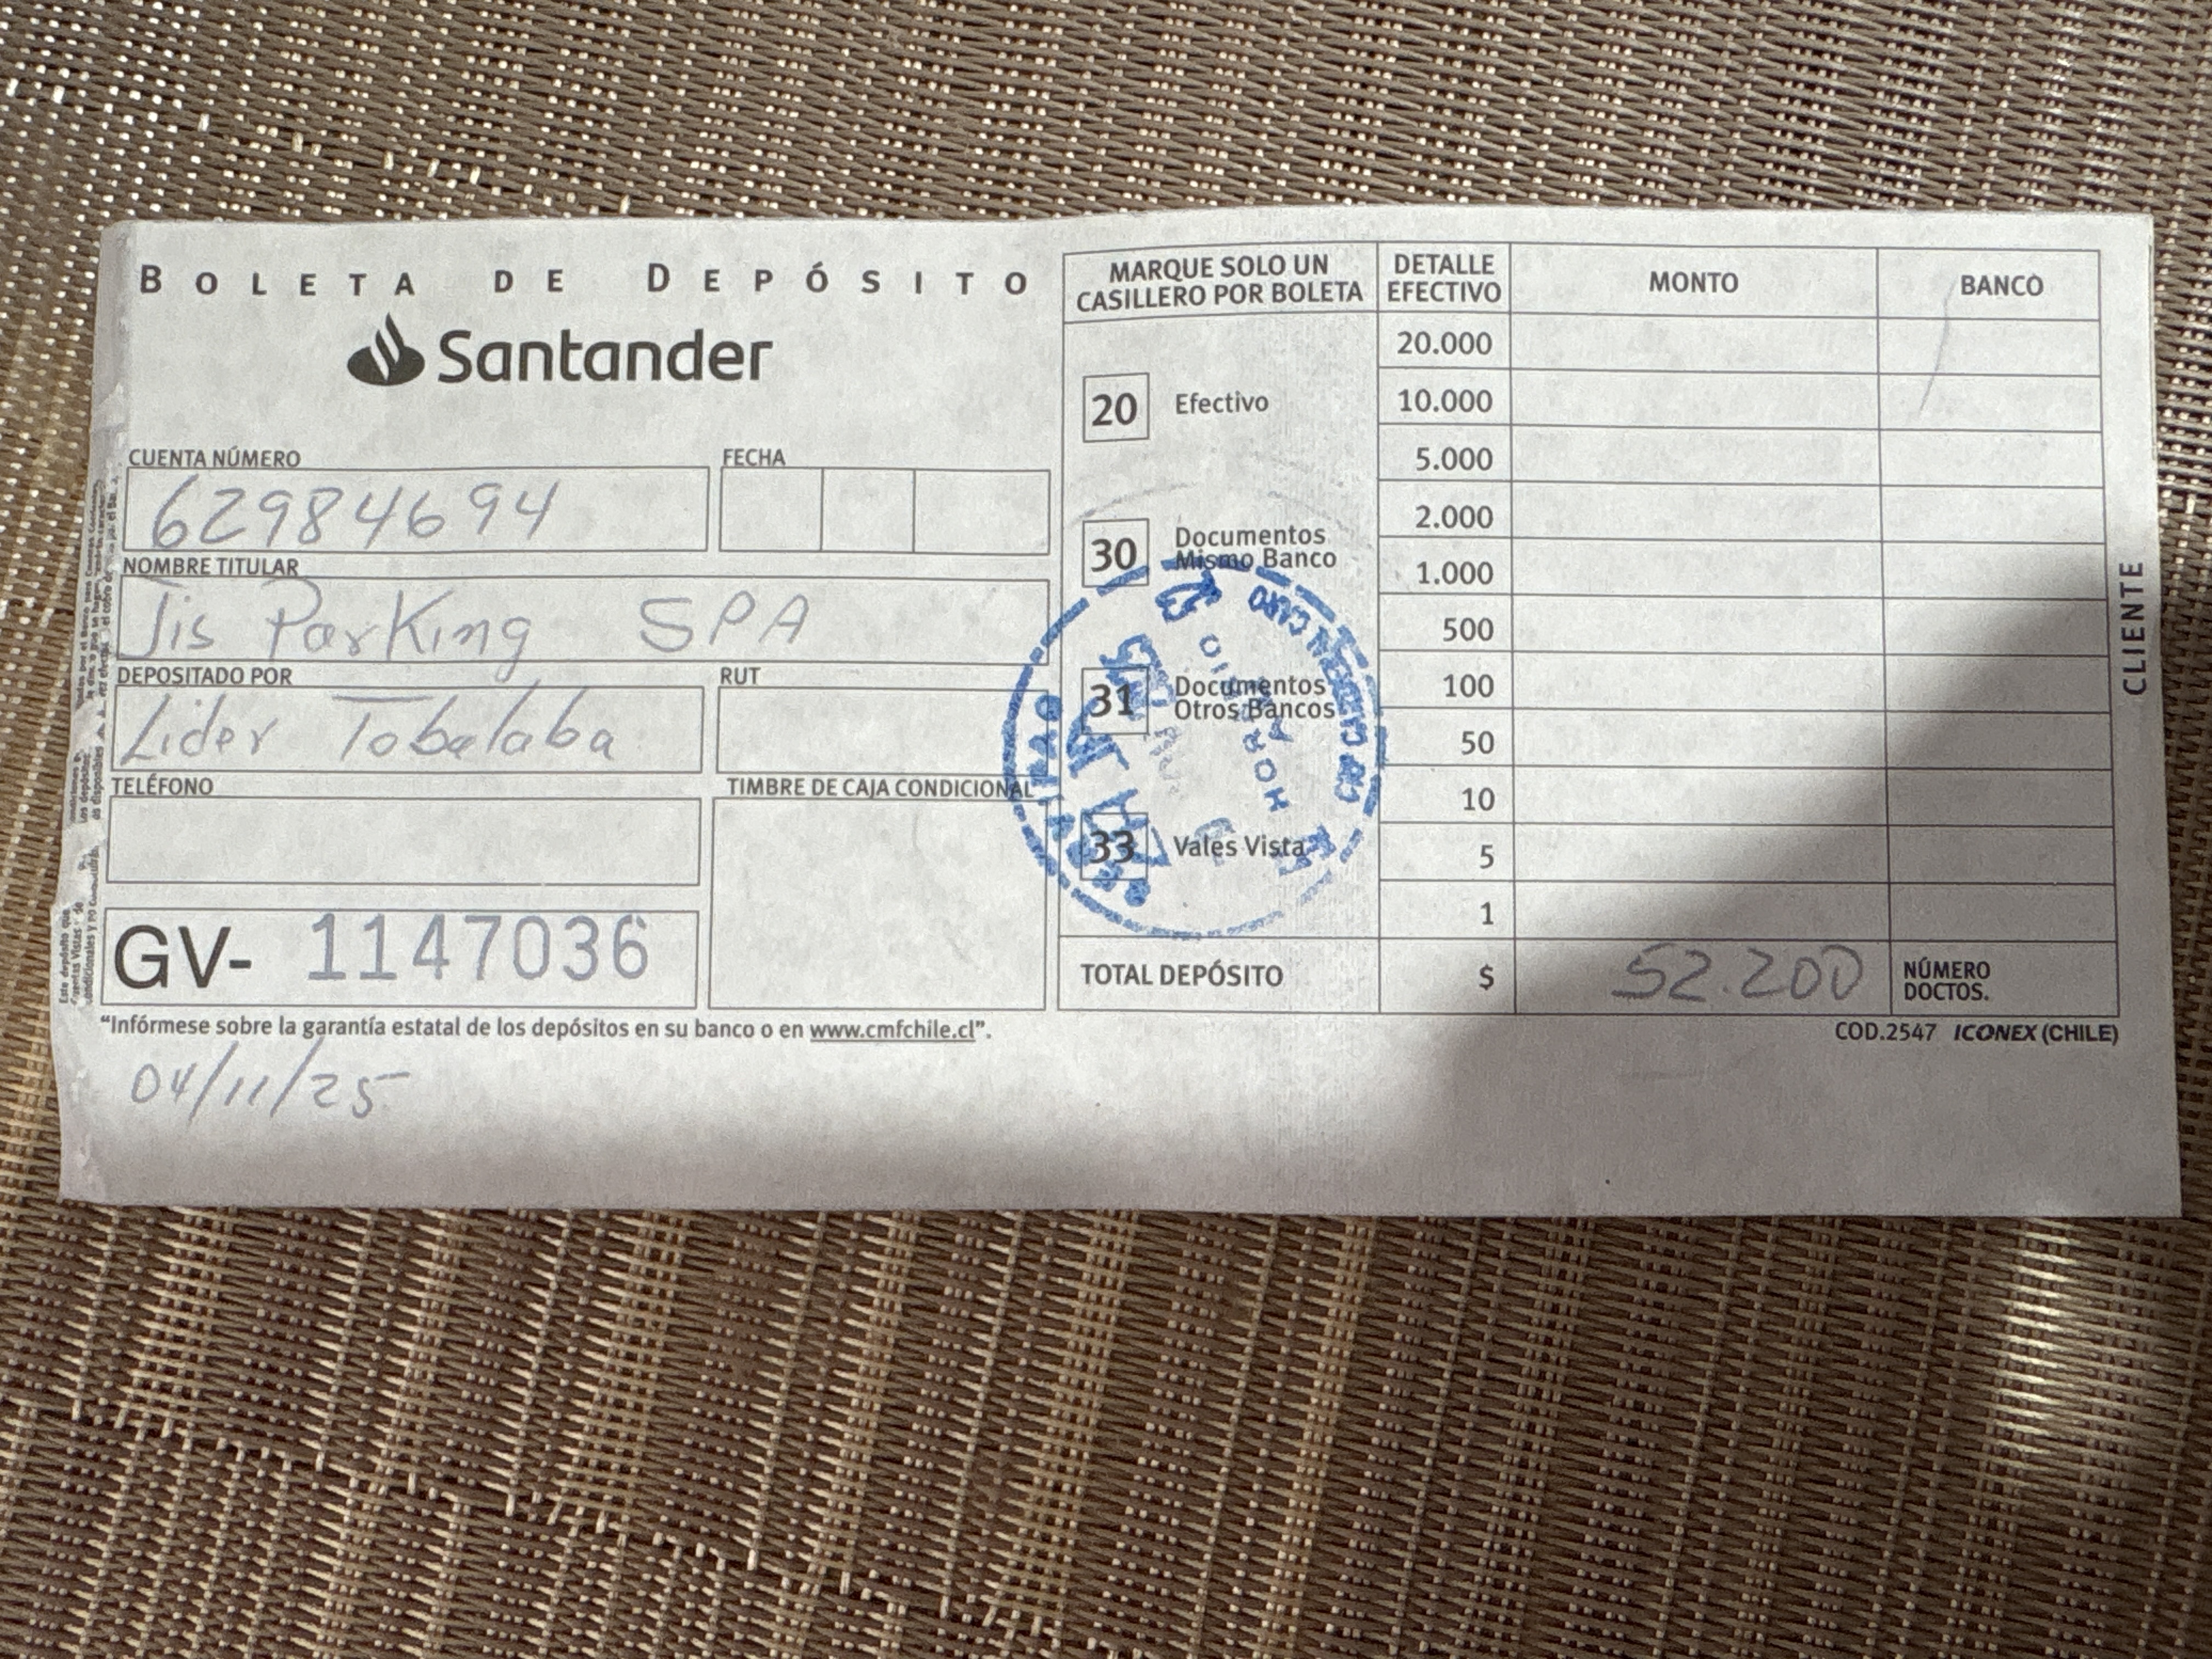 BOLETA DE DEPÓSITO
Santander
CUENTA NÚMERO
62984694
FECHA
NOMBRE TITULAR
Jis Parking SPA
DEPOSITADO POR
Lider Tobalaba
RUT
TELÉFONO
TIMBRE DE CAJA CONDICIONAL
GV- 1147036
"Infórmese sobre la garantía estatal de los depósitos en su banco o en www.cmfchile.cl".
04/11/25
MARQUE SOLO UN
CASILLERO POR BOLETA
20 Efectivo
30 Documentos
Mismo Banco
31 Documentos
Otros Bancos
33 Vales Vista
HORARIO
DETALLE
EFECTIVO
MONTO
BANCO
20.000
10.000
5.000
2.000
1.000
500
100
50
10
5
1
TOTAL DEPÓSITO $ 52.200
NÚMERO
DOCTOS.
COD.2547 ICONEX (CHILE)
CLIENTE